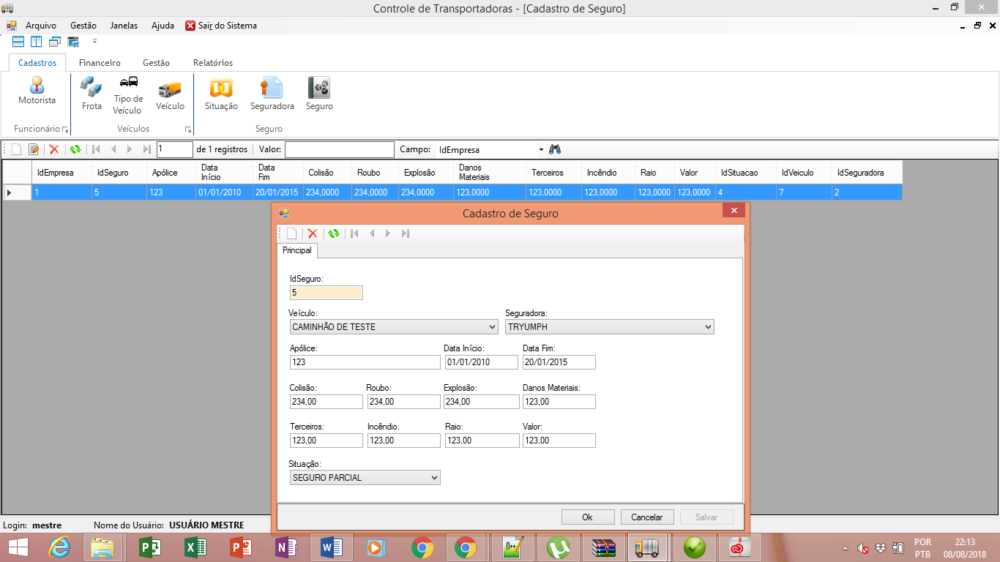 Controle de Transportadoras - [Cadastro de Seguro]
Arquivo Gestão Janelas Ajuda Sair do Sistema
Cadastros Financeiro Gestão Relatórios
Motorista Frota Tipo de Veículo Veículo Situação Seguradora Seguro
Funcionário Veículos Seguro
1 de 1 registros Valor: Campo: IdEmpresa
IdEmpresa IdSeguro Apólice Data Início Data Fim Colisão Roubo Explosão Danos Materiais Terceiros Incêndio Raio Valor IdSituacao IdVeiculo IdSeguradora
1 5 123 01/01/2010 20/01/2015 234,0000 234,0000 234,0000 123,0000 123,0000 123,0000 123,0000 123,0000 4 7 2
Cadastro de Seguro
Principal
IdSeguro:
5
Veículo: Seguradora:
CAMINHÃO DE TESTE TRYUMPH
Apólice: Data Início: Data Fim:
123 01/01/2010 20/01/2015
Colisão: Roubo: Explosão: Danos Materiais:
234,00 234,00 234,00 123,00
Terceiros: Incêndio: Raio: Valor:
123,00 123,00 123,00 123,00
Situação:
SEGURO PARCIAL
Ok Cancelar Salvar
Login: mestre Nome do Usuário: USUÁRIO MESTRE
POR 22:13
PTB 08/08/2018